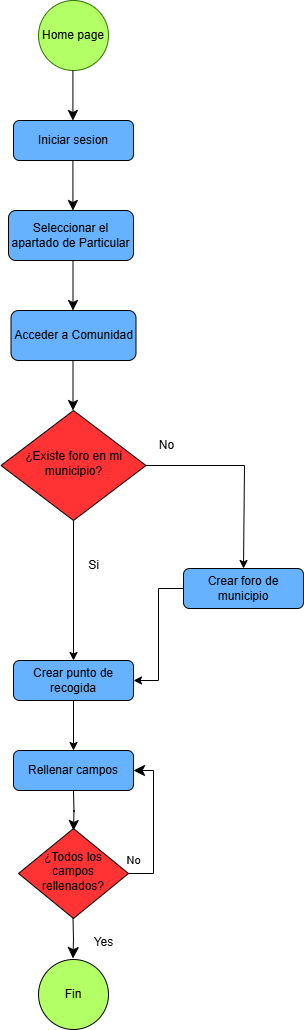 Home page
Iniciar sesion
Seleccionar el
apartado de Particular
Acceder a Comunidad
¿Existe foro en mi
municipio?
No
Si
Crear foro de
municipio
Crear punto de
recogida
Rellenar campos
¿Todos los
campos
rellenados?
No
Yes
Fin